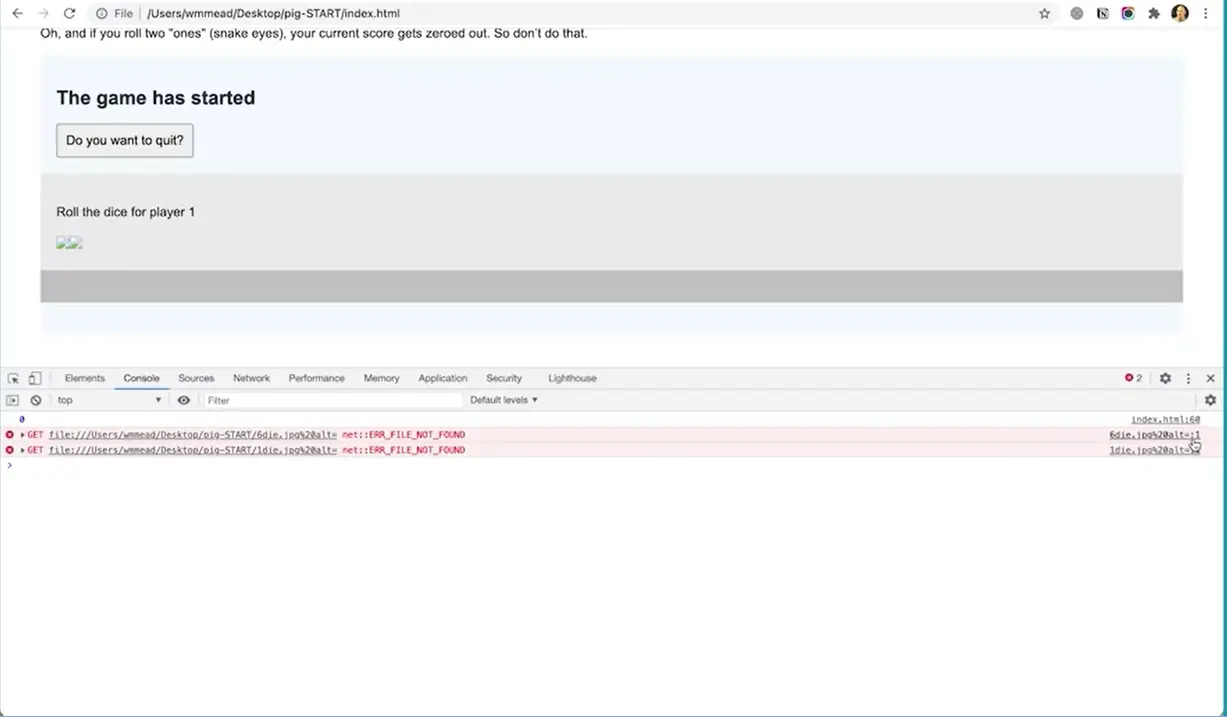 File /Users/wmmead/Desktop/pig-START/index.html
Oh, and if you roll two "ones" (snake eyes), your current score gets zeroed out. So don't do that.
The game has started
Do you want to quit?
Roll the dice for player 1
Elements Console Sources Network Performance Memory Application Security Lighthouse 2
top Filter Default levels
0 index.html:60
GET file:///Users/wmmead/Desktop/pig-START/6die.jpg%20alt= net::ERR_FILE_NOT_FOUND 6die.jpg%20alt=:1
GET file:///Users/wmmead/Desktop/pig-START/1die.jpg%20alt= net::ERR_FILE_NOT_FOUND 1die.jpg%20alt=